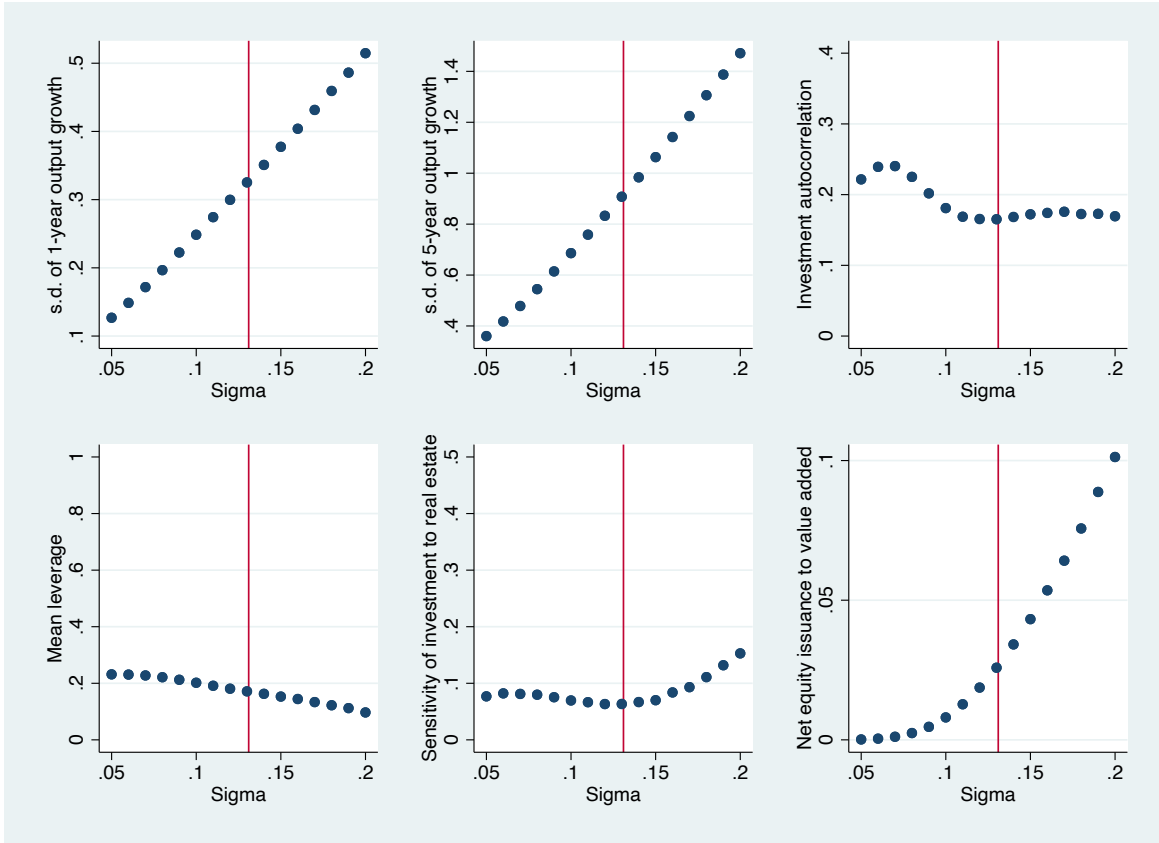 s.d. of 1-year output growth
.5
.4
.3
.2
.1
.05 .1 .15 .2
Sigma
s.d. of 5-year output growth
1.4
1.2
1
.8
.6
.4
.05 .1 .15 .2
Sigma
Investment autocorrelation
.4
.3
.2
.1
0
.05 .1 .15 .2
Sigma
Mean leverage
1
.8
.6
.4
.2
0
.05 .1 .15 .2
Sigma
Sensitivity of investment to real estate
.5
.4
.3
.2
.1
0
.05 .1 .15 .2
Sigma
Net equity issuance to value added
.1
.05
0
.05 .1 .15 .2
Sigma